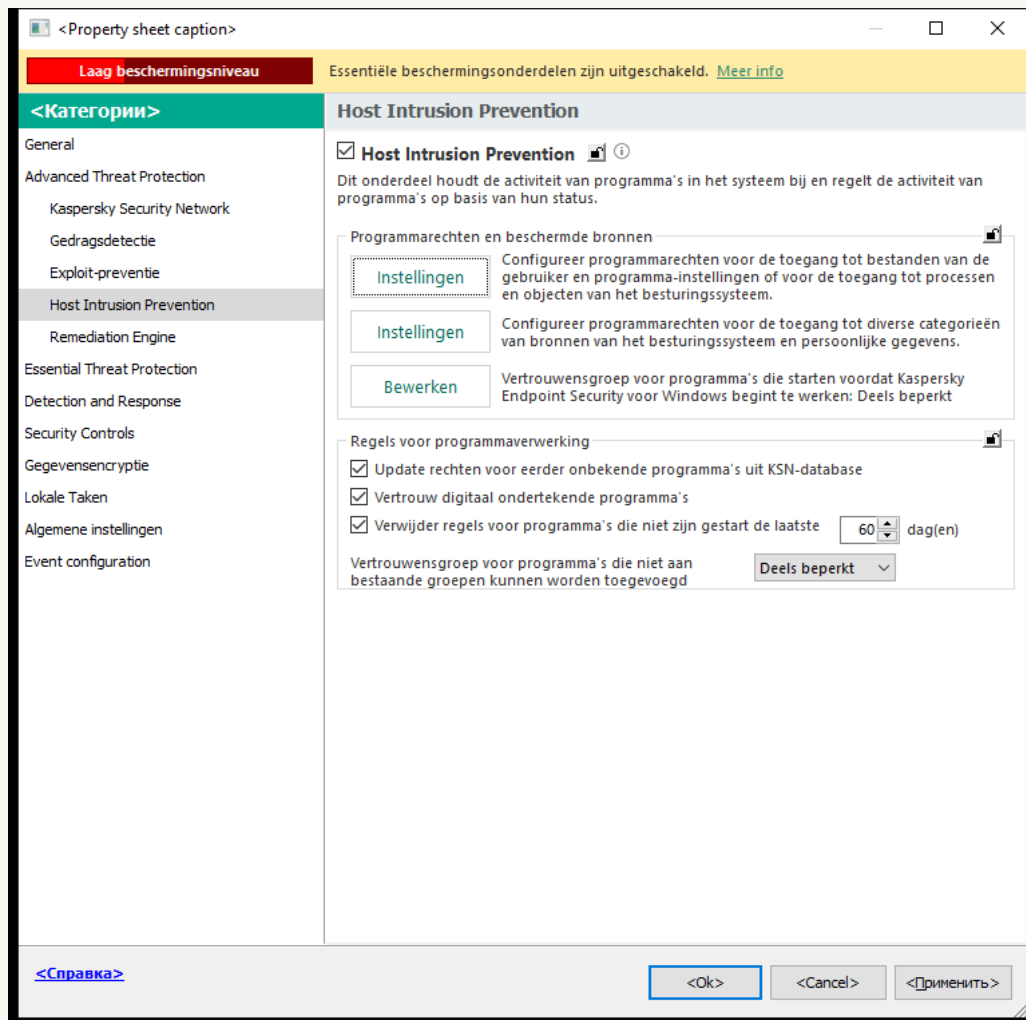 <Property sheet caption>
Laag beschermingsniveau
Essentiële beschermingsonderdelen zijn uitgeschakeld. Meer info
<Категории>
General
Advanced Threat Protection
Kaspersky Security Network
Gedragsdetectie
Exploit-preventie
Host Intrusion Prevention
Remediation Engine
Essential Threat Protection
Detection and Response
Security Controls
Gegevensencryptie
Lokale Taken
Algemene instellingen
Event configuration
Host Intrusion Prevention
Host Intrusion Prevention
Dit onderdeel houdt de activiteit van programma's in het systeem bij en regelt de activiteit van
programma's op basis van hun status.
Programmarechten en beschermde bronnen
Instellingen
Configureer programmarechten voor de toegang tot bestanden van de
gebruiker en programma-instellingen of voor de toegang tot processen
en objecten van het besturingssysteem.
Instellingen
Configureer programmarechten voor de toegang tot diverse categorieën
van bronnen van het besturingssysteem en persoonlijke gegevens.
Bewerken
Vertrouwensgroep voor programma's die starten voordat Kaspersky
Endpoint Security voor Windows begint te werken: Deels beperkt
Regels voor programmaverwerking
Update rechten voor eerder onbekende programma's uit KSN-database
Vertrouw digitaal ondertekende programma's
Verwijder regels voor programma's die niet zijn gestart de laatste 60 dag(en)
Vertrouwensgroep voor programma's die niet aan
bestaande groepen kunnen worden toegevoegd
Deels beperkt
<Справка>
<Ok>
<Cancel>
<Применить>